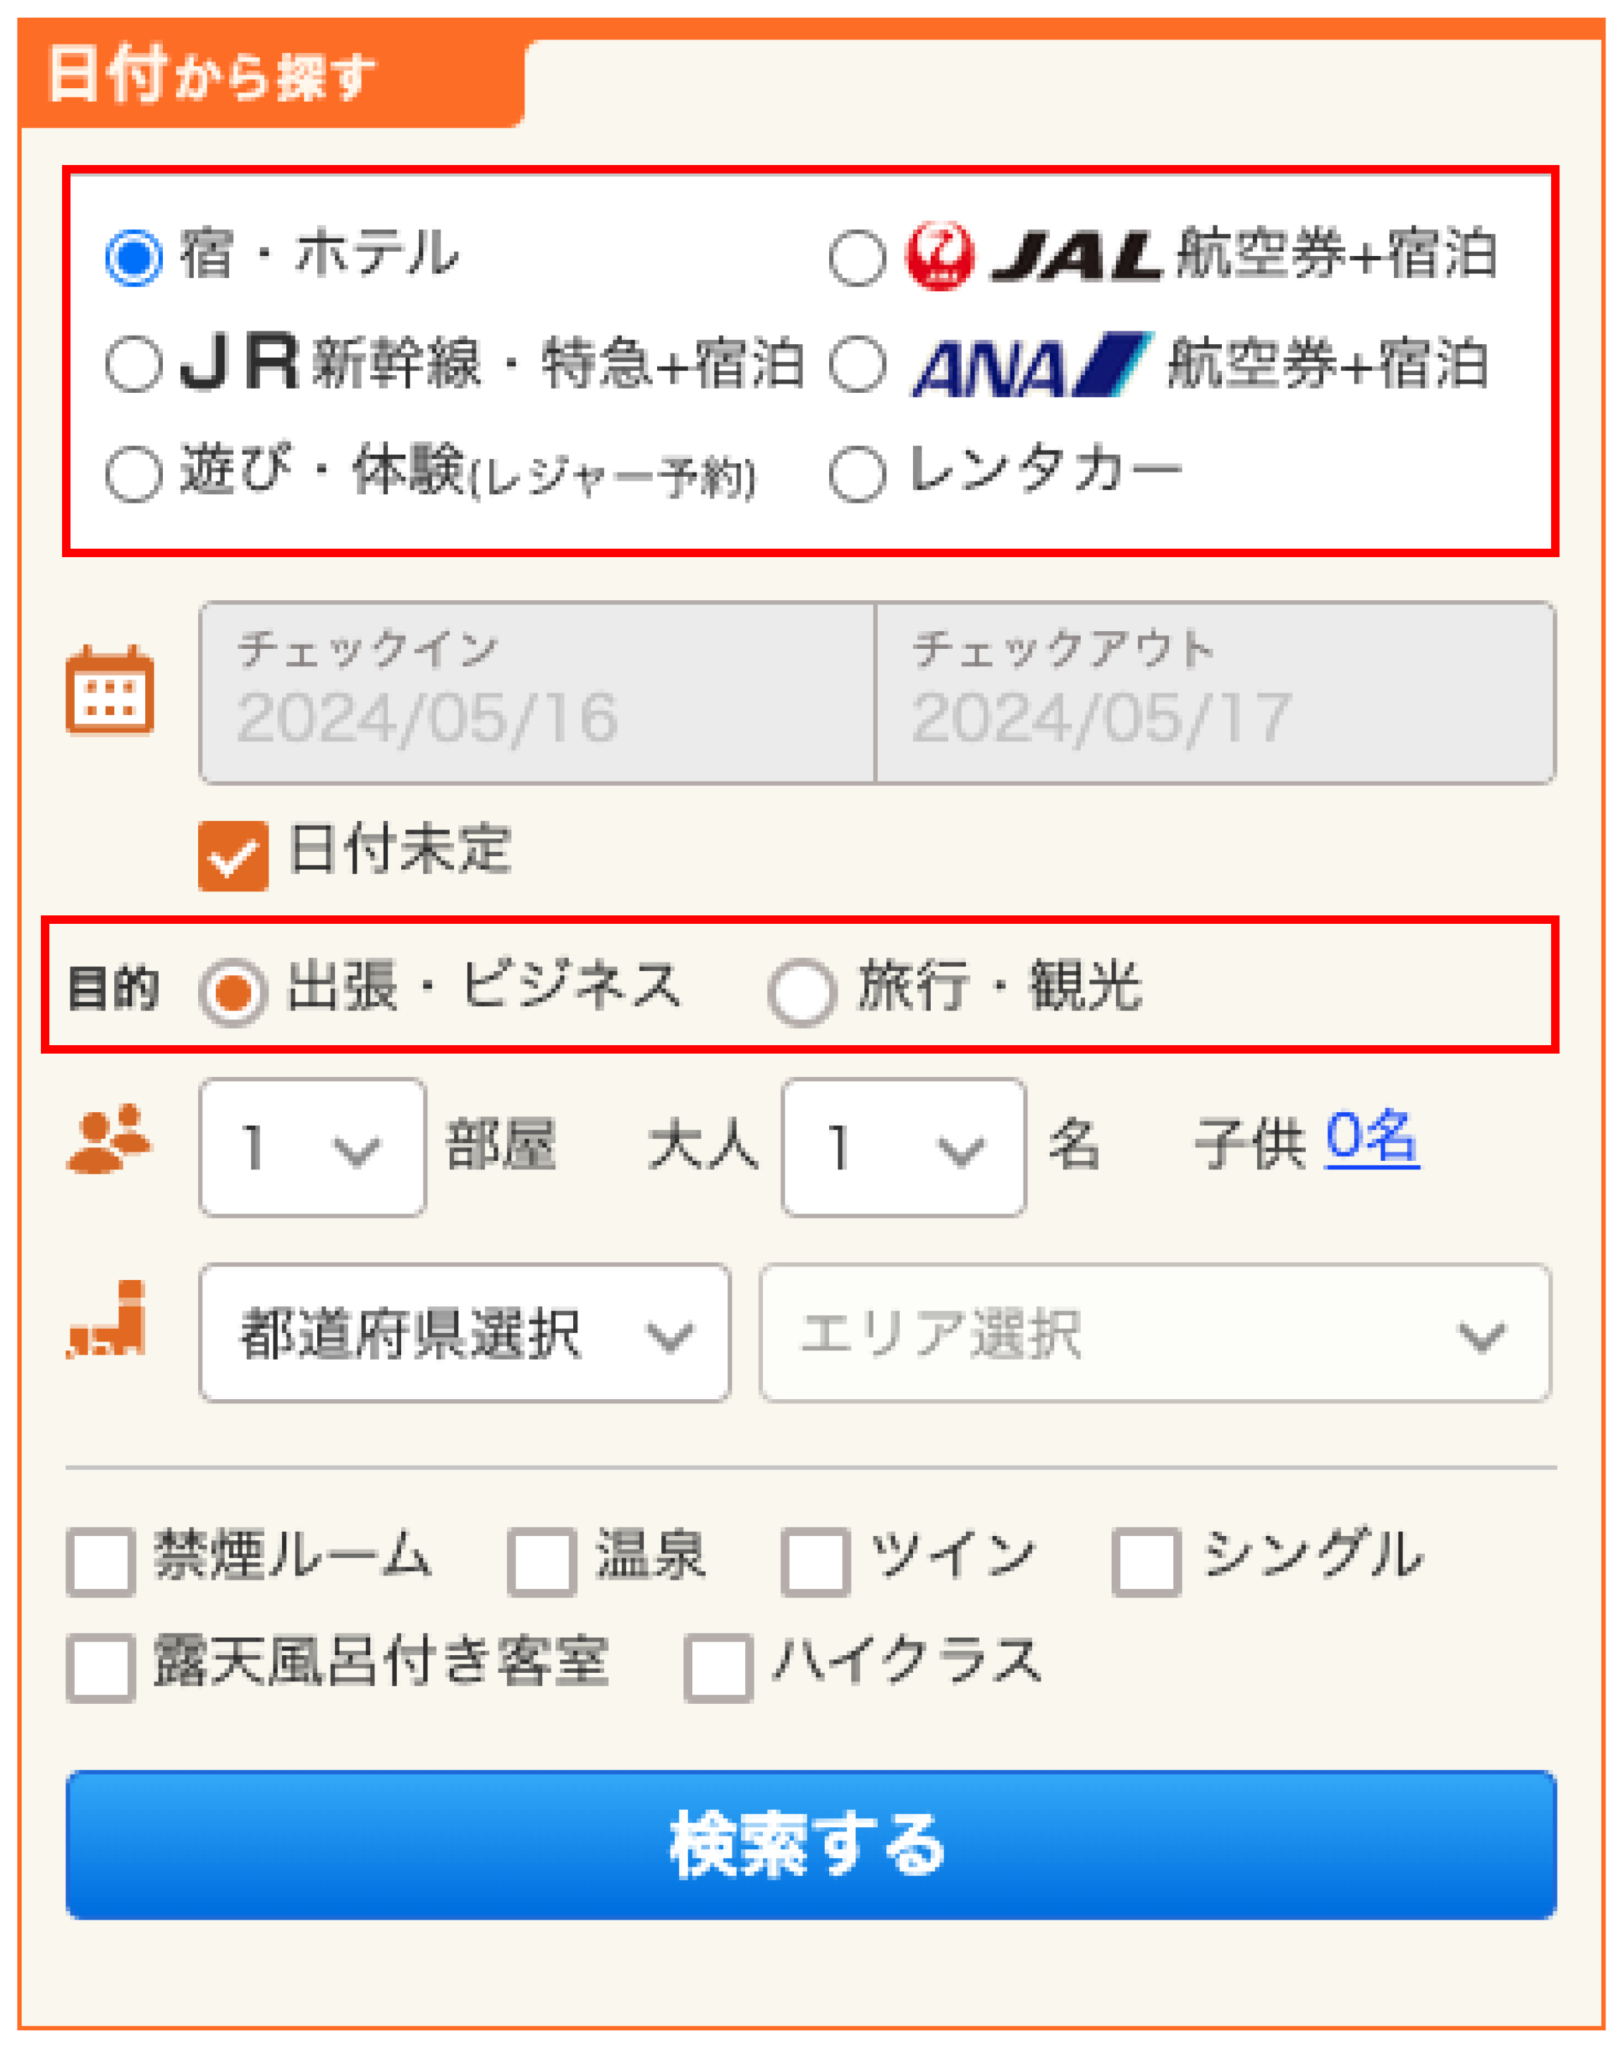 日付から探す
宿・ホテル JAL 航空券+宿泊
JR 新幹線・特急+宿泊 ANA 航空券+宿泊
遊び・体験(レジャー予約) レンタカー
チェックイン チェックアウト
2024/05/16 2024/05/17
日付未定
目的 出張・ビジネス 旅行・観光
1 部屋 大人 1 名 子供 0名
都道府県選択 エリア選択
禁煙ルーム 温泉 ツイン シングル
露天風呂付き客室 ハイクラス
検索する